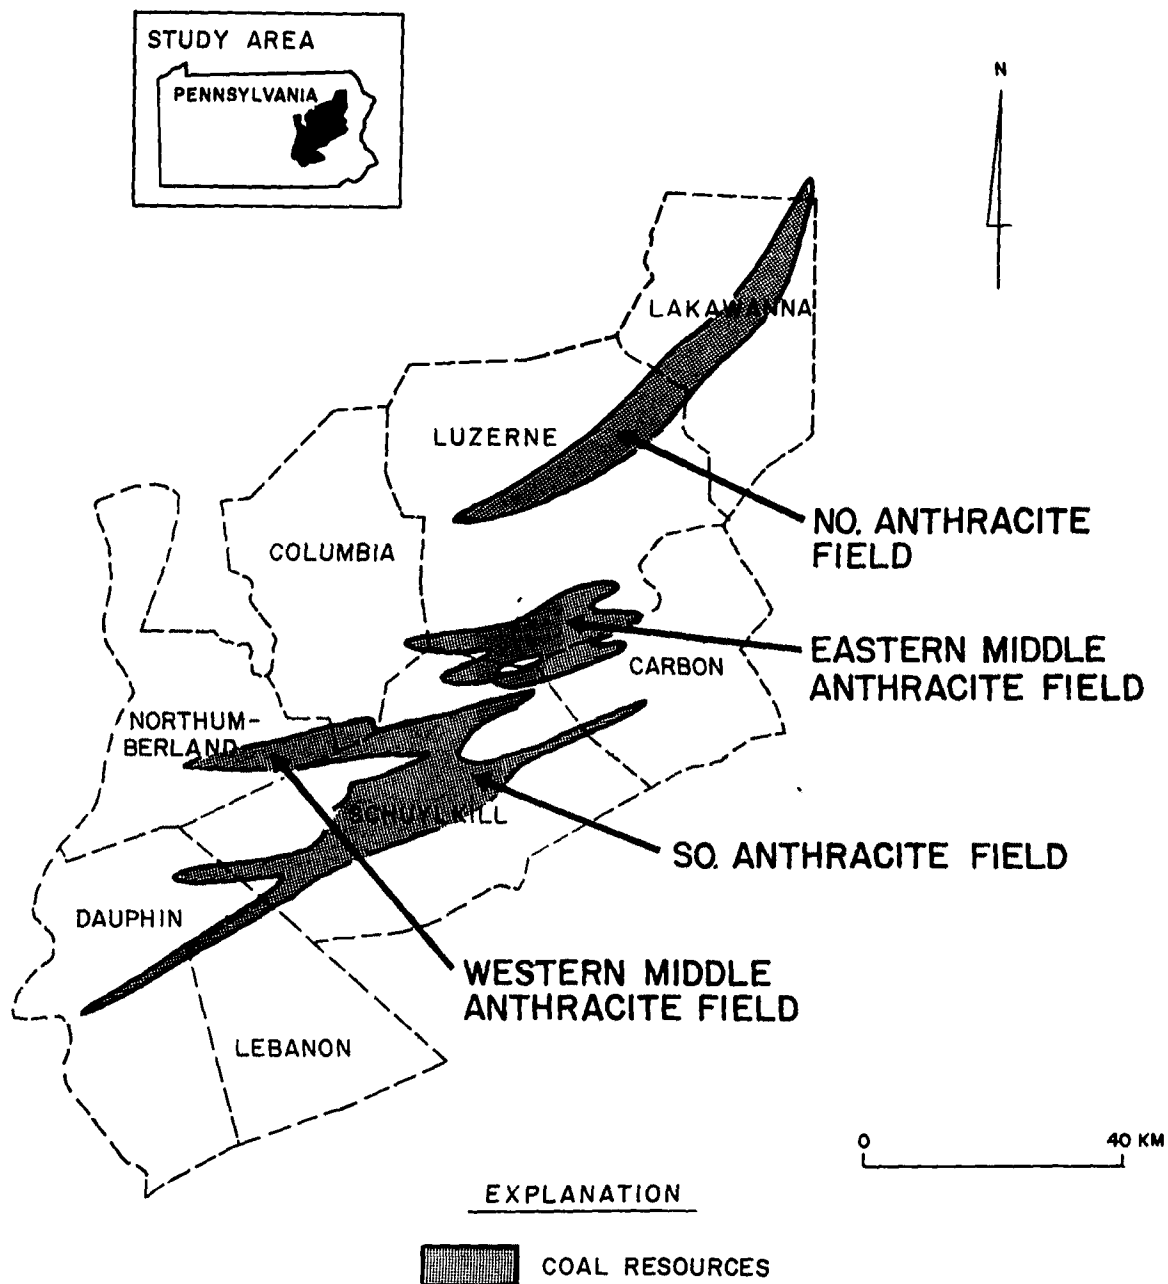 STUDY AREA
PENNSYLVANIA
N
LAKAWANNA
LUZERNE
NO. ANTHRACITE
FIELD
COLUMBIA
EASTERN MIDDLE
ANTHRACITE FIELD
CARBON
NORTHUM-
BERLAND
SCHUYLKILL
SO. ANTHRACITE FIELD
DAUPHIN
WESTERN MIDDLE
ANTHRACITE FIELD
LEBANON
0 40 KM
EXPLANATION
COAL RESOURCES